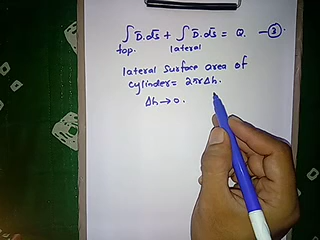 ∫ D̄.ds̄ + ∫ D̄.ds̄ = Q. —③.
top. lateral
lateral surface area of
cylinder = 2πrΔh.
Δh → 0.